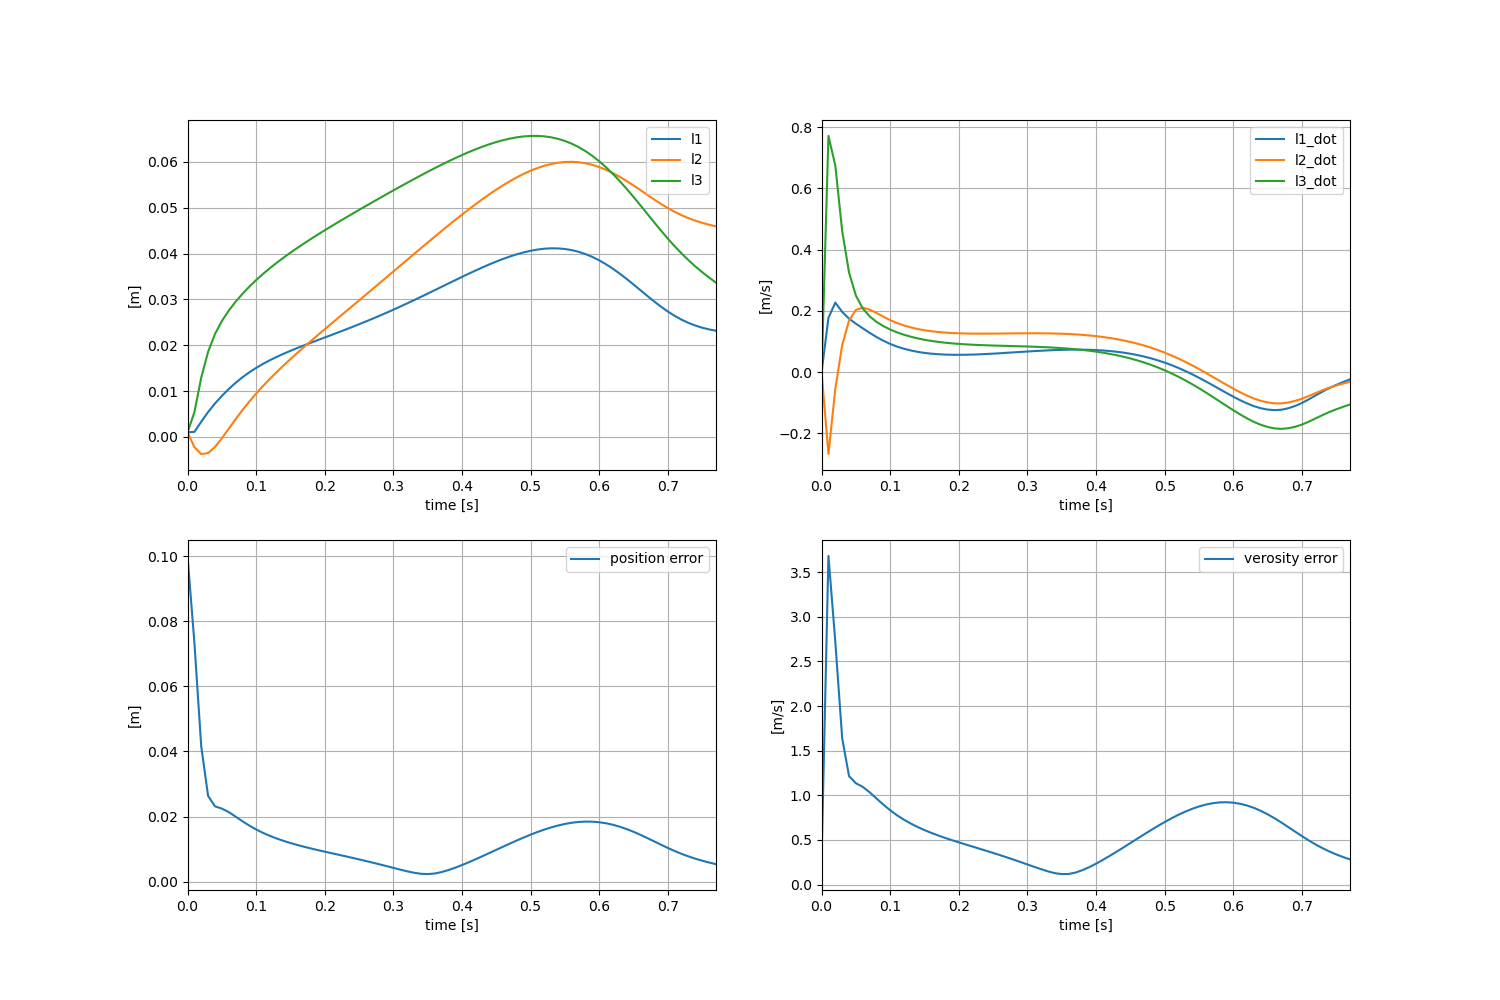 l1
l2
l3
0.06
0.05
0.04
0.03
0.02
0.01
0.00
[m]
0.0 0.1 0.2 0.3 0.4 0.5 0.6 0.7
time [s]
l1_dot
l2_dot
l3_dot
0.8
0.6
0.4
0.2
0.0
−0.2
[m/s]
0.0 0.1 0.2 0.3 0.4 0.5 0.6 0.7
time [s]
position error
0.10
0.08
0.06
0.04
0.02
0.00
[m]
0.0 0.1 0.2 0.3 0.4 0.5 0.6 0.7
time [s]
verosity error
3.5
3.0
2.5
2.0
1.5
1.0
0.5
0.0
[m/s]
0.0 0.1 0.2 0.3 0.4 0.5 0.6 0.7
time [s]